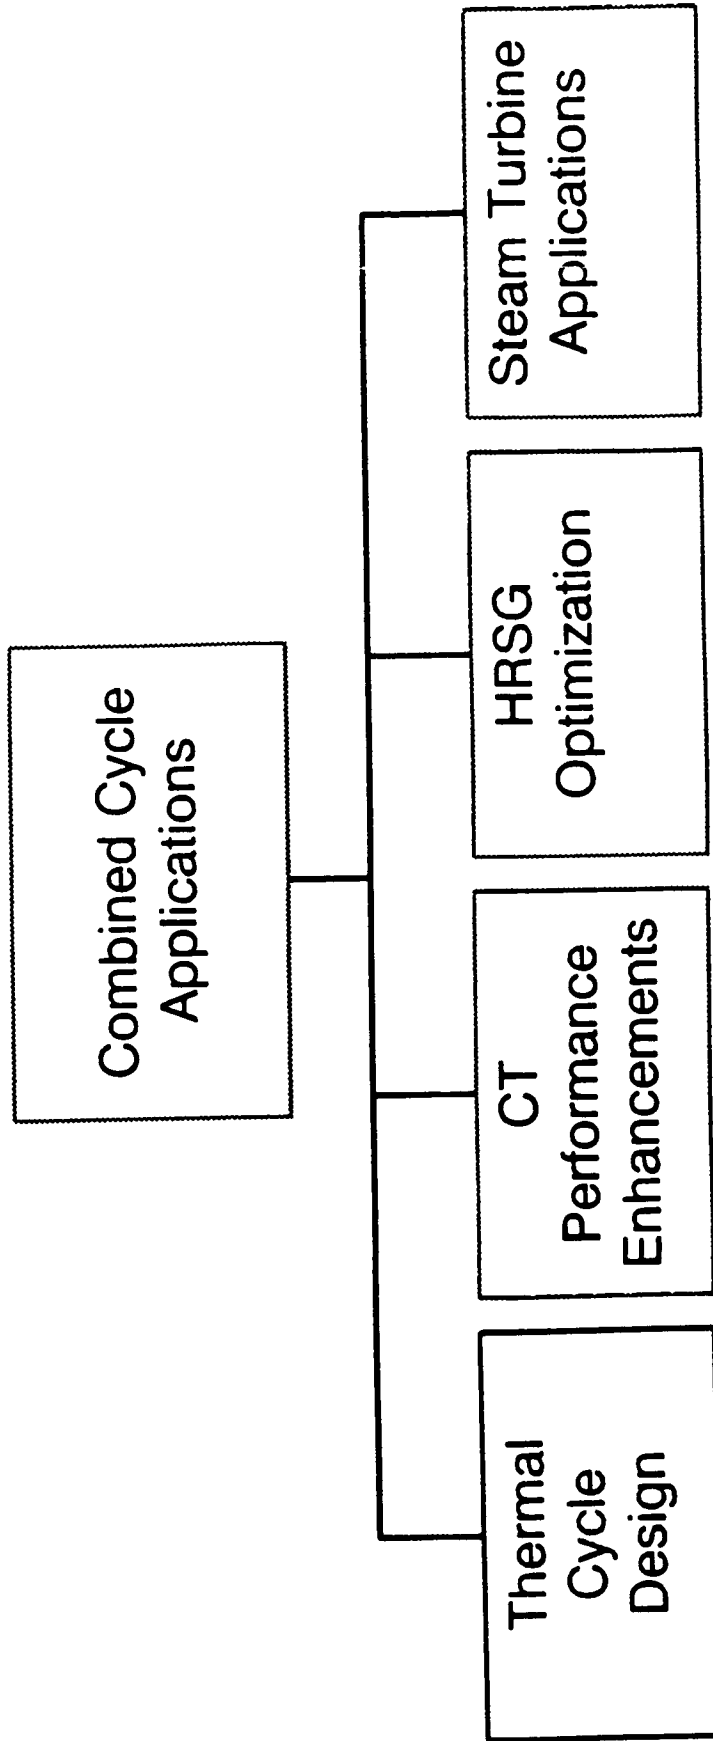 Combined Cycle
Applications
Thermal
Cycle
Design
CT
Performance
Enhancements
HRSG
Optimization
Steam Turbine
Applications